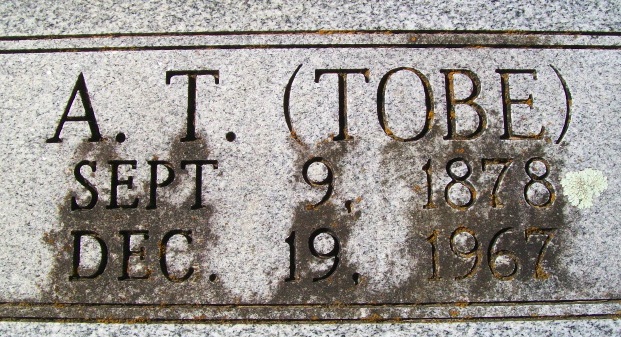 A. T. (TOBE)
SEPT 9, 1878
DEC. 19, 1967